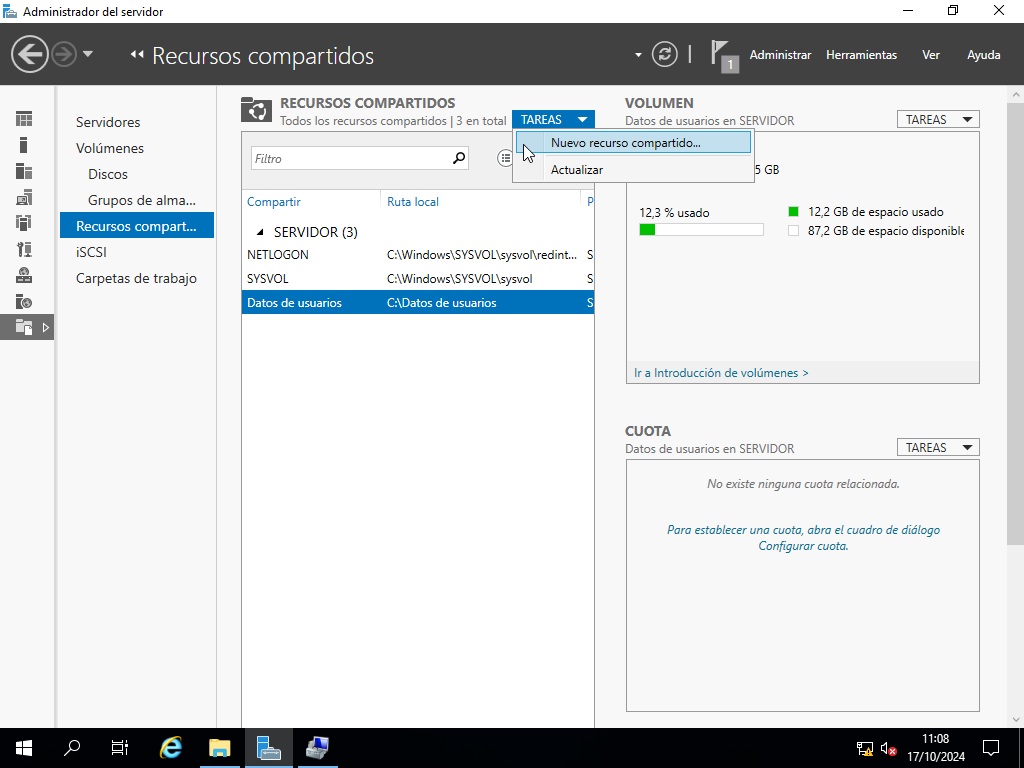 Administrador del servidor
Recursos compartidos
1
Administrar
Herramientas
Ver
Ayuda
Servidores
Volúmenes
Discos
Grupos de alma...
Recursos compart...
iSCSI
Carpetas de trabajo
RECURSOS COMPARTIDOS
Todos los recursos compartidos | 3 en total
TAREAS
Nuevo recurso compartido...
Actualizar
Filtro
Compartir
Ruta local
P
SERVIDOR (3)
NETLOGON
C:\Windows\SYSVOL\sysvol\redint...
S
SYSVOL
C:\Windows\SYSVOL\sysvol
S
Datos de usuarios
C:\Datos de usuarios
S
VOLUMEN
Datos de usuarios en SERVIDOR
TAREAS
5 GB
12,3 % usado
12,2 GB de espacio usado
87,2 GB de espacio disponible
Ir a Introducción de volúmenes >
CUOTA
Datos de usuarios en SERVIDOR
TAREAS
No existe ninguna cuota relacionada.
Para establecer una cuota, abra el cuadro de diálogo
Configurar cuota.
11:08
17/10/2024